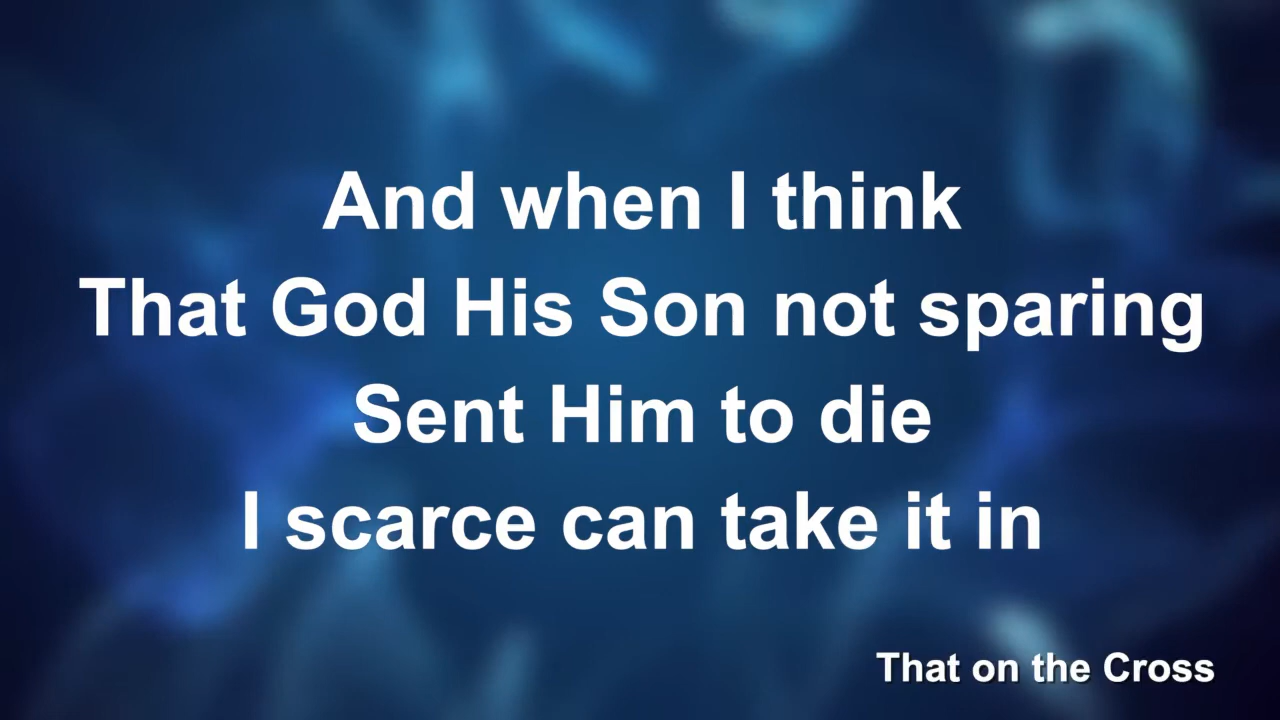 And when I think
That God His Son not sparing
Sent Him to die
I scarce can take it in
That on the Cross